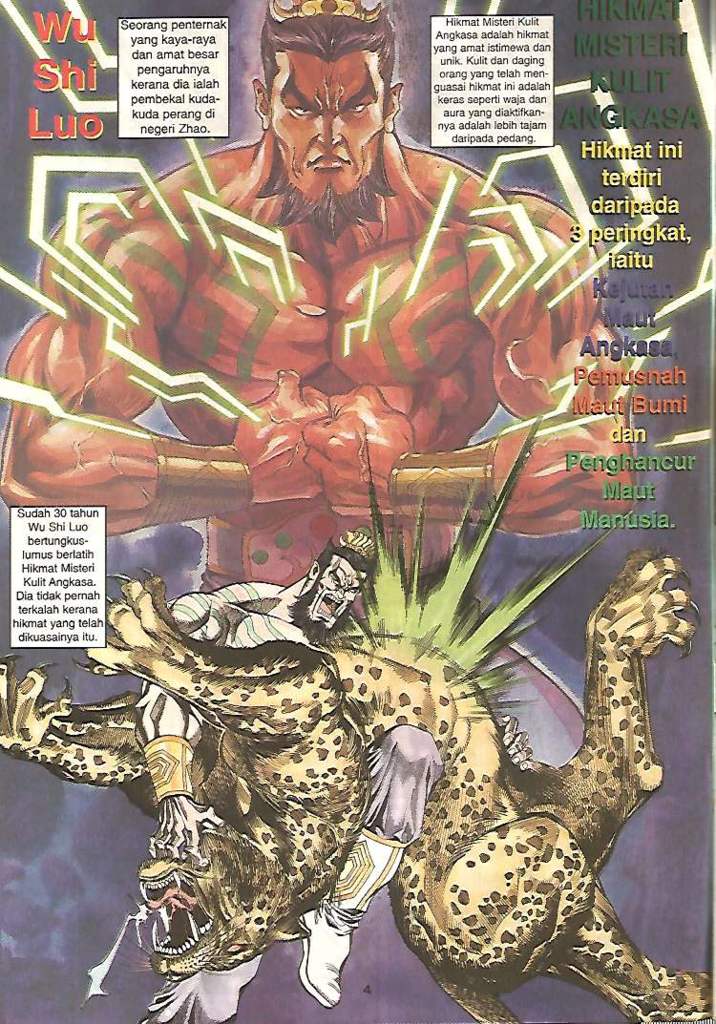 Wu
Shi
Luo
Seorang penternak
yang kaya-raya
dan amat besar
pengaruhnya
kerana dia ialah
pembekal kuda-
kuda perang di
negeri Zhao.
Hikmat Misteri Kulit
Angkasa adalah hikmat
yang amat istimewa dan
unik. Kulit dan daging
orang yang telah men-
guasai hikmat ini adalah
keras seperti waja dan
aura yang diaktifkan-
nya adalah lebih tajam
daripada pedang.
HIKMAT
MISTERI
KULIT
ANGKASA
Hikmat ini
terdiri
daripada
3 peringkat,
iaitu
Kejutan
Maut
Angkasa,
Pemusnah
Maut Bumi
dan
Penghancur
Maut
Manusia.
Sudah 30 tahun
Wu Shi Luo
bertungkus-
lumus berlatih
Hikmat Misteri
Kulit Angkasa.
Dia tidak pernah
terkalah kerana
hikmat yang telah
dikuasainya itu.
4